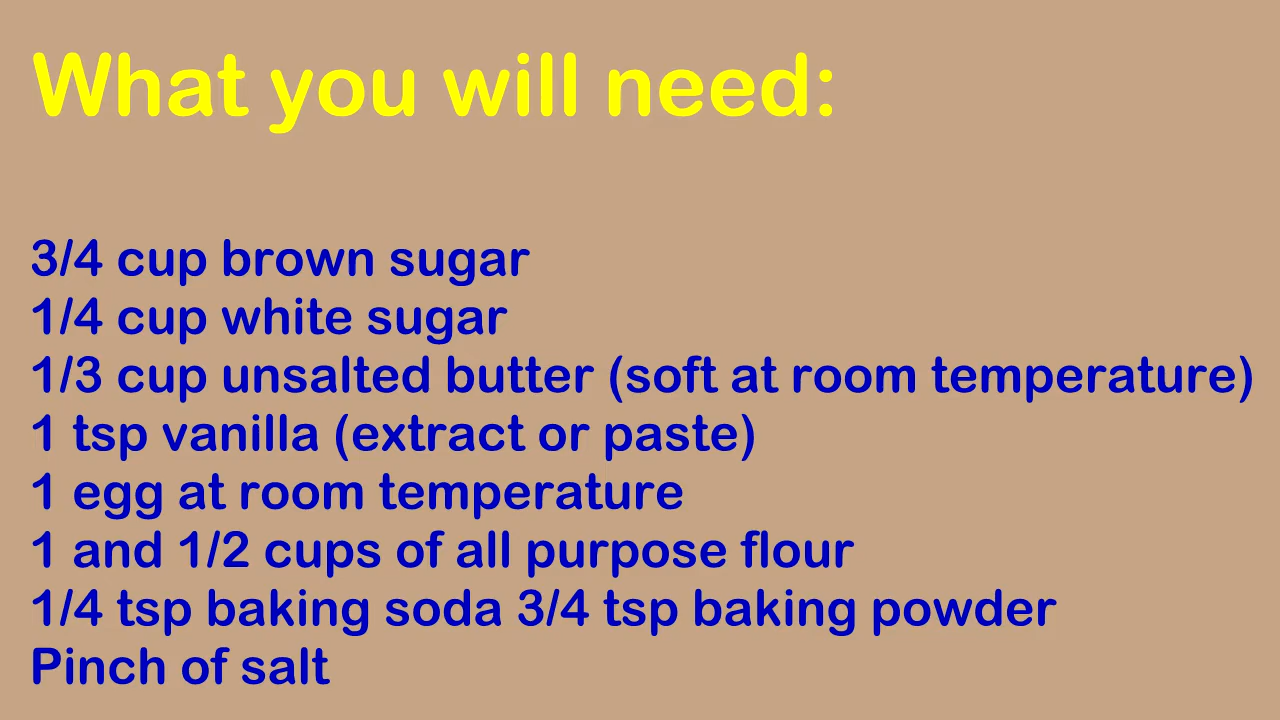 What you will need:
3/4 cup brown sugar
1/4 cup white sugar
1/3 cup unsalted butter (soft at room temperature)
1 tsp vanilla (extract or paste)
1 egg at room temperature
1 and 1/2 cups of all purpose flour
1/4 tsp baking soda 3/4 tsp baking powder
Pinch of salt